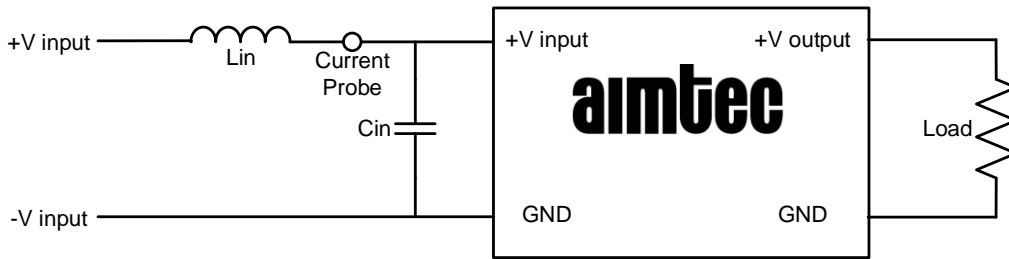 +V input
Lin
Current
Probe
+V input
+V output
aimtec
Cin
Load
-V input
GND
GND